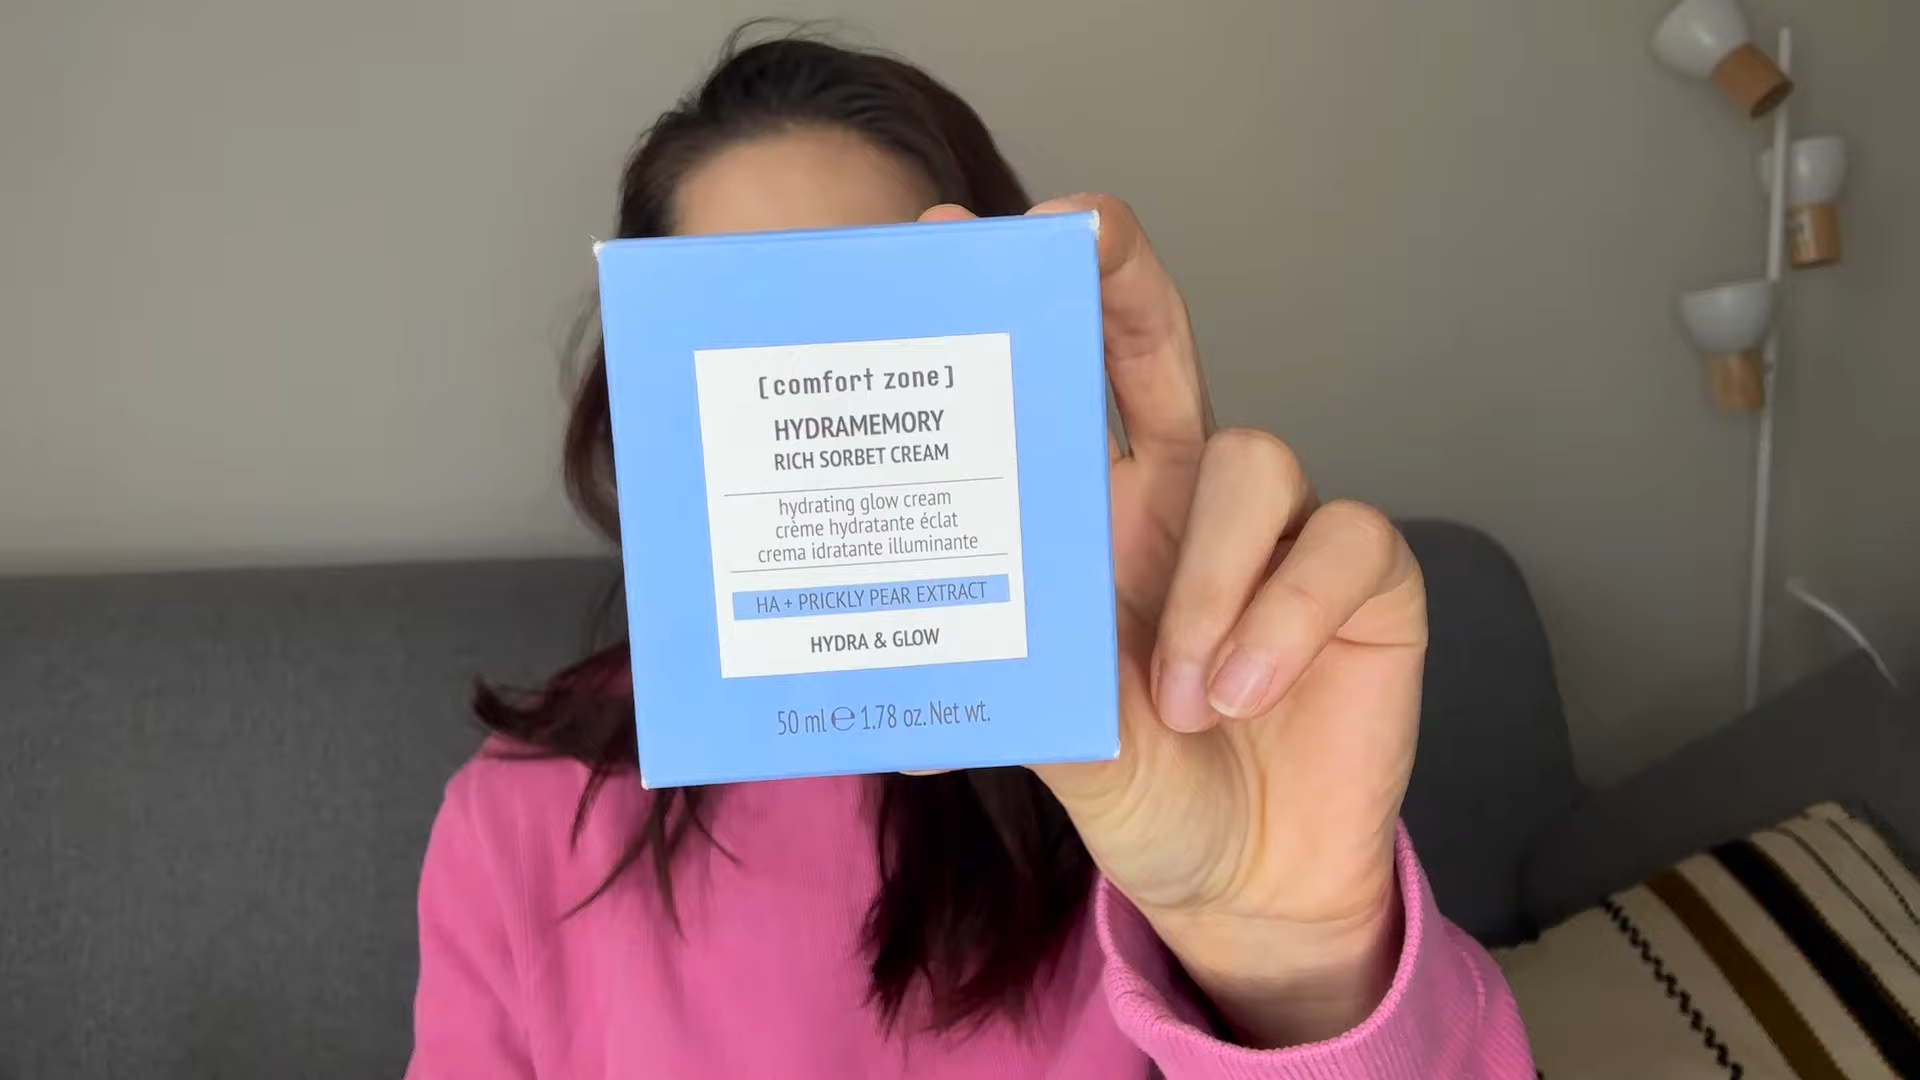 [comfort zone]
HYDRAMEMORY
RICH SORBET CREAM
hydrating glow cream
crème hydratante éclat
crema idratante illuminante
HA + PRICKLY PEAR EXTRACT
HYDRA & GLOW
50 ml ℮ 1.78 oz. Net wt.